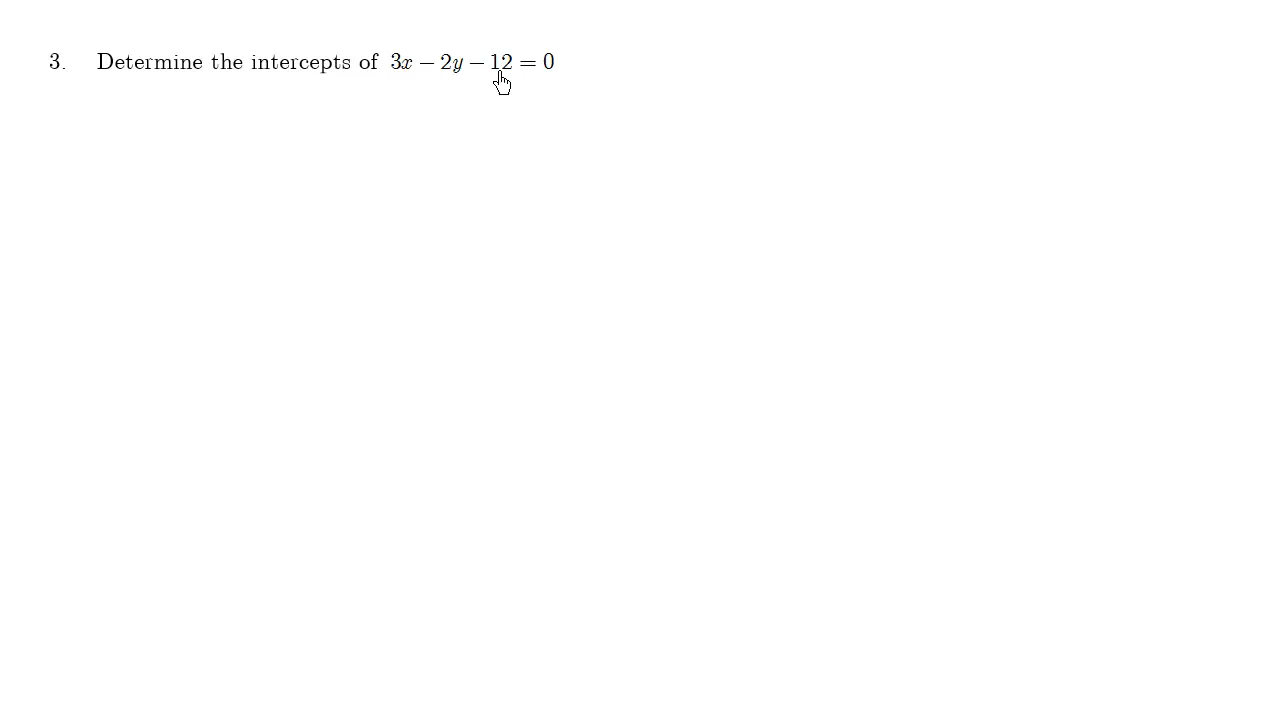 3. Determine the intercepts of 3x − 2y − 12 = 0